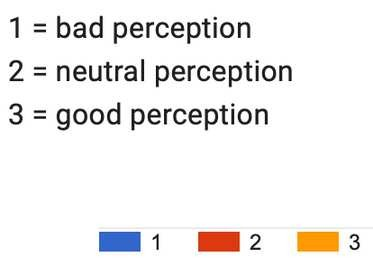 1 = bad perception
2 = neutral perception
3 = good perception
1 2 3